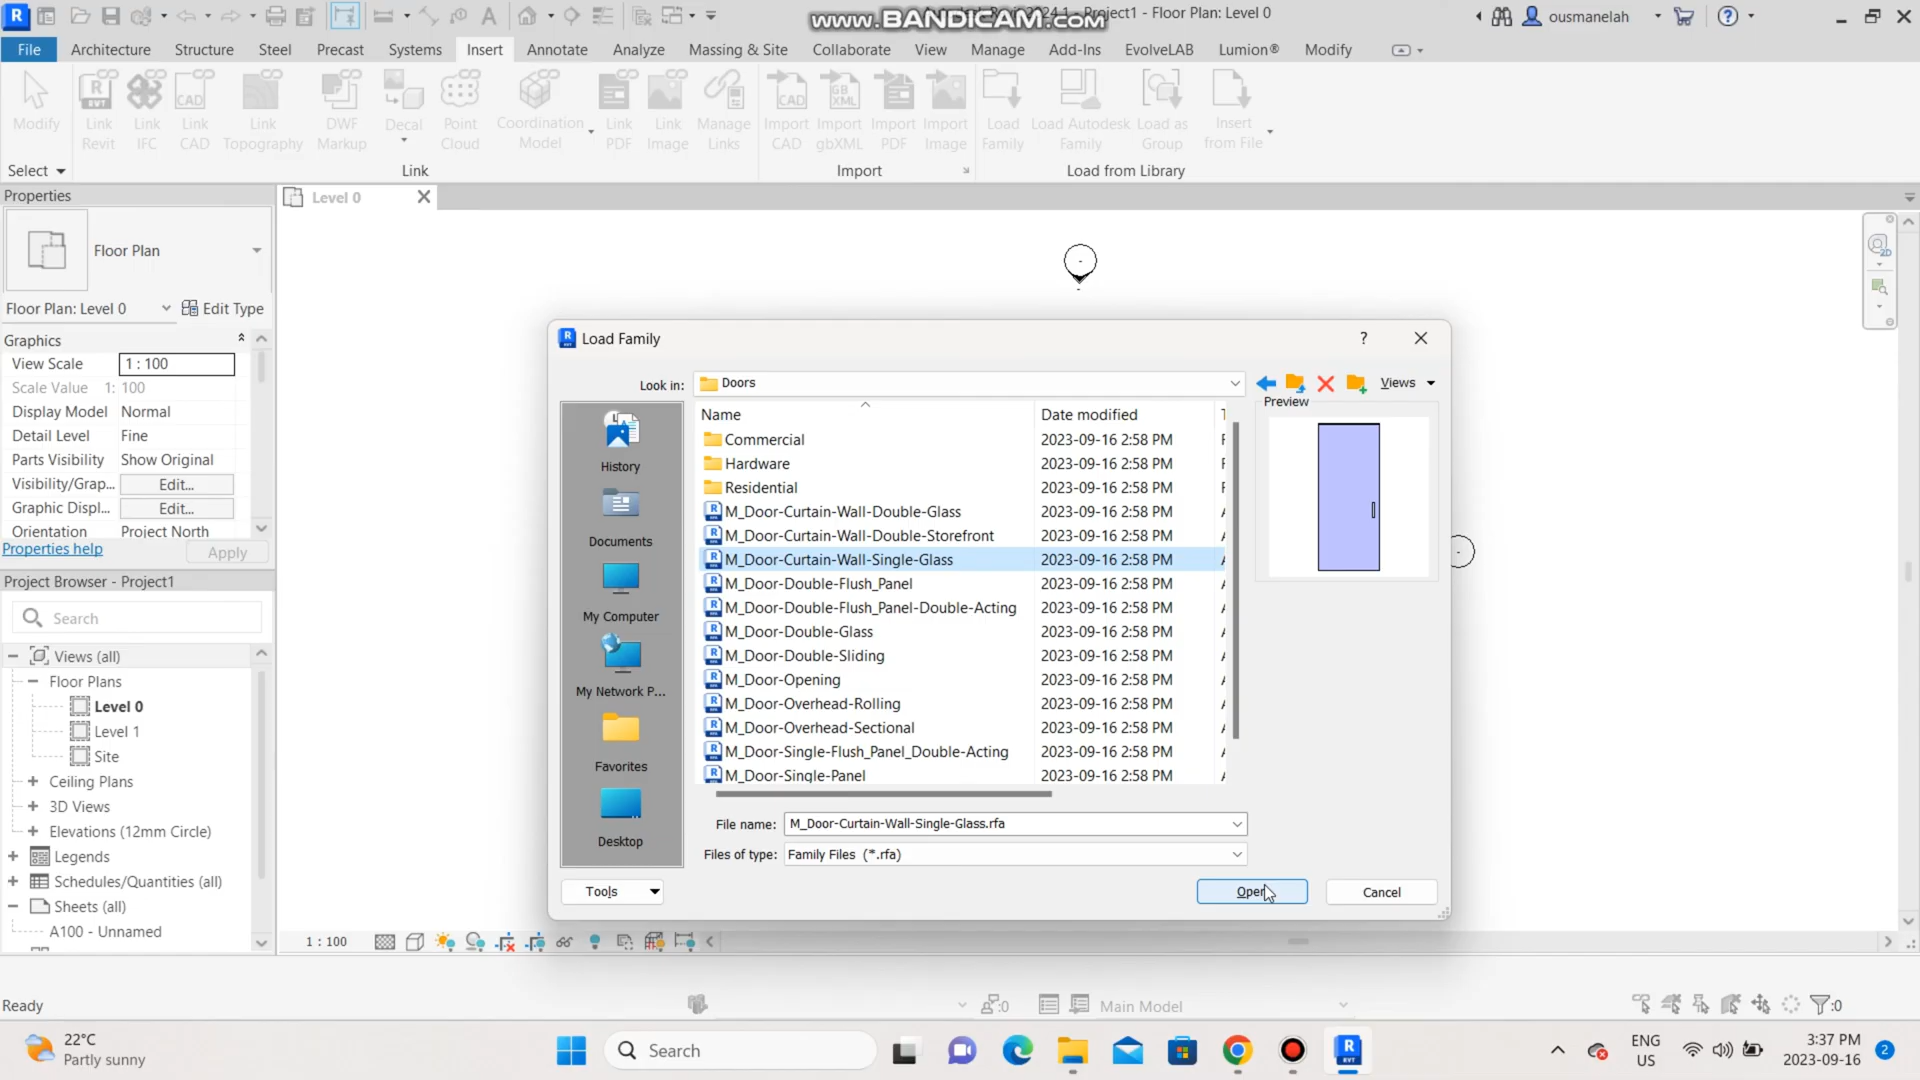 www.BANDICAM.com
Project1 - Floor Plan: Level 0
ousmanelah
File
Architecture
Structure
Steel
Precast
Systems
Insert
Annotate
Analyze
Massing & Site
Collaborate
View
Manage
Add-Ins
EvolveLAB
Lumion®
Modify
Modify
Link
Revit
Link
IFC
Link
CAD
Link
Topography
DWF
Markup
Decal
Point
Cloud
Coordination
Model
Link
PDF
Link
Image
Manage
Links
Import
CAD
Import
gbXML
Import
PDF
Import
Image
Load
Family
Load Autodesk
Family
Load as
Group
Insert
from File
Select
Link
Import
Load from Library
Properties
Floor Plan
Floor Plan: Level 0
Edit Type
Graphics
View Scale 1 : 100
Scale Value 1: 100
Display Model Normal
Detail Level Fine
Parts Visibility Show Original
Visibility/Grap... Edit...
Graphic Displ... Edit...
Orientation Project North
Properties help
Apply
Project Browser - Project1
Search
Views (all)
Floor Plans
Level 0
Level 1
Site
Ceiling Plans
3D Views
Elevations (12mm Circle)
Legends
Schedules/Quantities (all)
Sheets (all)
A100 - Unnamed
Level 0
Load Family
Look in: Doors
Views
Preview
History
Documents
My Computer
My Network P...
Favorites
Desktop
Name Date modified
Commercial 2023-09-16 2:58 PM
Hardware 2023-09-16 2:58 PM
Residential 2023-09-16 2:58 PM
M_Door-Curtain-Wall-Double-Glass 2023-09-16 2:58 PM
M_Door-Curtain-Wall-Double-Storefront 2023-09-16 2:58 PM
M_Door-Curtain-Wall-Single-Glass 2023-09-16 2:58 PM
M_Door-Double-Flush_Panel 2023-09-16 2:58 PM
M_Door-Double-Flush_Panel-Double-Acting 2023-09-16 2:58 PM
M_Door-Double-Glass 2023-09-16 2:58 PM
M_Door-Double-Sliding 2023-09-16 2:58 PM
M_Door-Opening 2023-09-16 2:58 PM
M_Door-Overhead-Rolling 2023-09-16 2:58 PM
M_Door-Overhead-Sectional 2023-09-16 2:58 PM
M_Door-Single-Flush_Panel_Double-Acting 2023-09-16 2:58 PM
M_Door-Single-Panel 2023-09-16 2:58 PM
File name: M_Door-Curtain-Wall-Single-Glass.rfa
Files of type: Family Files (*.rfa)
Tools
Open
Cancel
1 : 100
Ready
:0
Main Model
:0
22°C
Partly sunny
Search
ENG
US
3:37 PM
2023-09-16
2